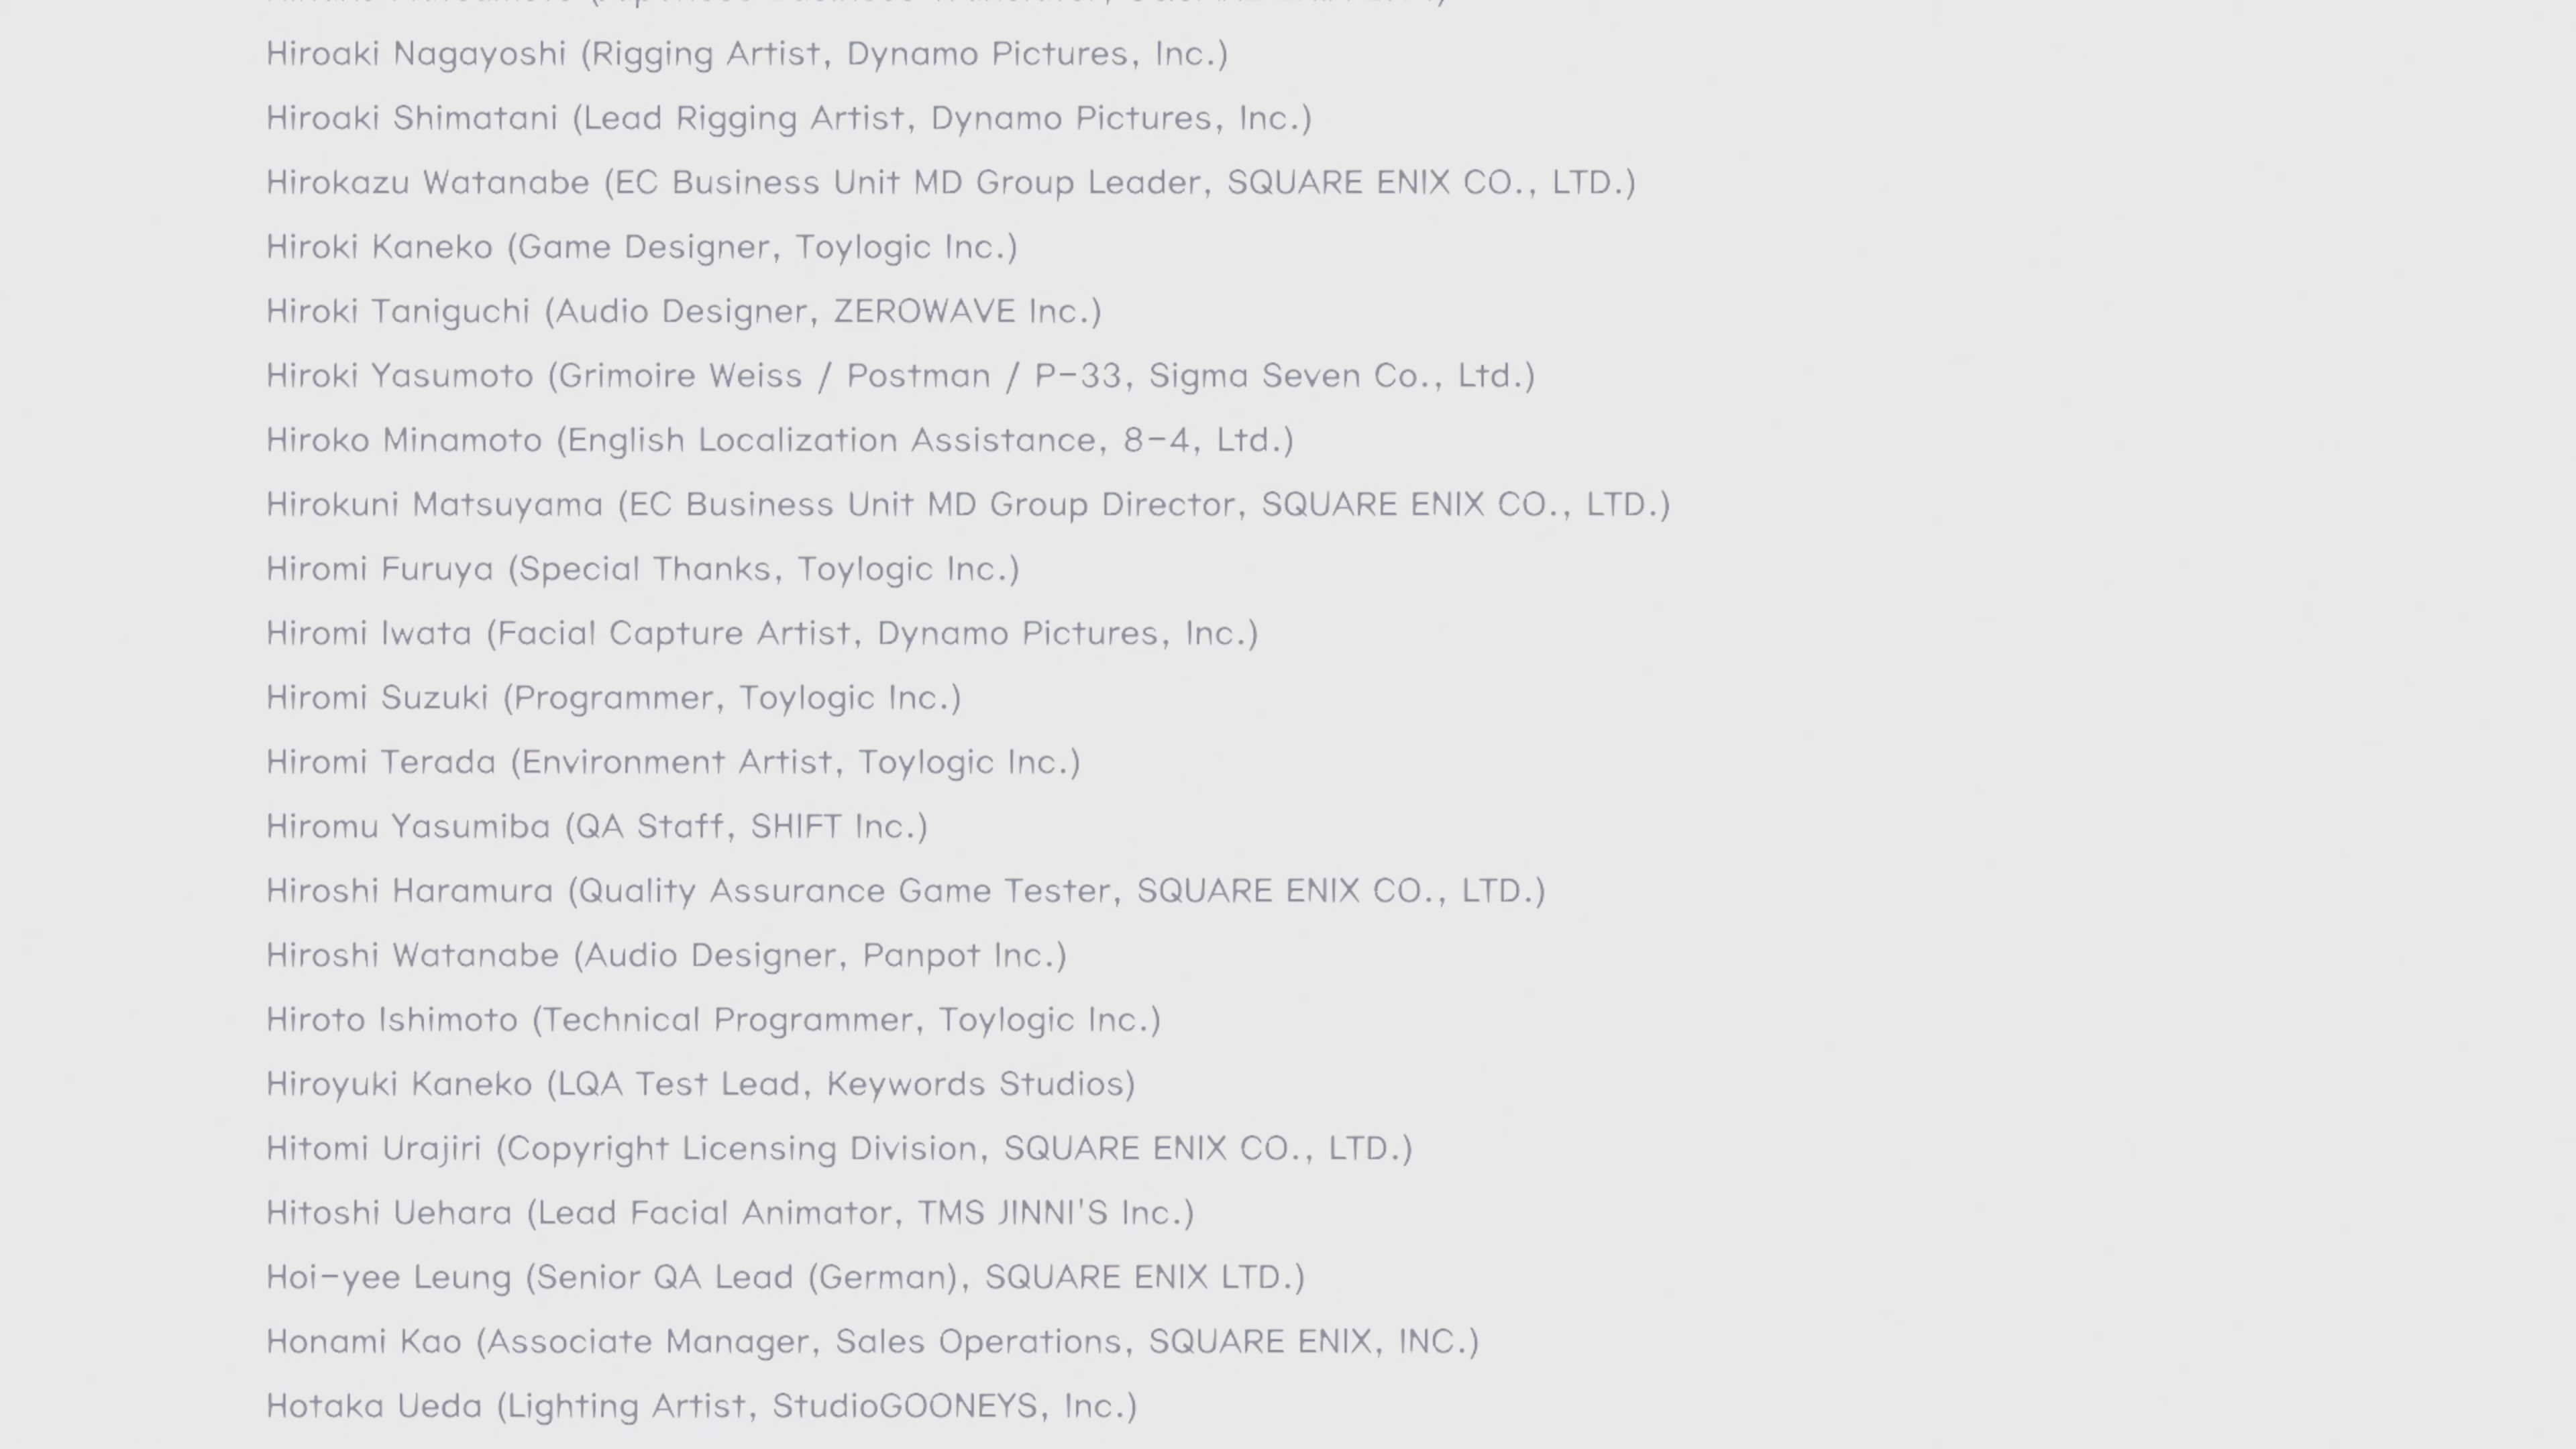 Hiroaki Nagayoshi (Rigging Artist, Dynamo Pictures, Inc.)
Hiroaki Shimatani (Lead Rigging Artist, Dynamo Pictures, Inc.)
Hirokazu Watanabe (EC Business Unit MD Group Leader, SQUARE ENIX CO., LTD.)
Hiroki Kaneko (Game Designer, Toylogic Inc.)
Hiroki Taniguchi (Audio Designer, ZEROWAVE Inc.)
Hiroki Yasumoto (Grimoire Weiss / Postman / P-33, Sigma Seven Co., Ltd.)
Hiroko Minamoto (English Localization Assistance, 8-4, Ltd.)
Hirokuni Matsuyama (EC Business Unit MD Group Director, SQUARE ENIX CO., LTD.)
Hiromi Furuya (Special Thanks, Toylogic Inc.)
Hiromi Iwata (Facial Capture Artist, Dynamo Pictures, Inc.)
Hiromi Suzuki (Programmer, Toylogic Inc.)
Hiromi Terada (Environment Artist, Toylogic Inc.)
Hiromu Yasumiba (QA Staff, SHIFT Inc.)
Hiroshi Haramura (Quality Assurance Game Tester, SQUARE ENIX CO., LTD.)
Hiroshi Watanabe (Audio Designer, Panpot Inc.)
Hiroto Ishimoto (Technical Programmer, Toylogic Inc.)
Hiroyuki Kaneko (LQA Test Lead, Keywords Studios)
Hitomi Urajiri (Copyright Licensing Division, SQUARE ENIX CO., LTD.)
Hitoshi Uehara (Lead Facial Animator, TMS JINNI'S Inc.)
Hoi-yee Leung (Senior QA Lead (German), SQUARE ENIX LTD.)
Honami Kao (Associate Manager, Sales Operations, SQUARE ENIX, INC.)
Hotaka Ueda (Lighting Artist, StudioGOONEYS, Inc.)